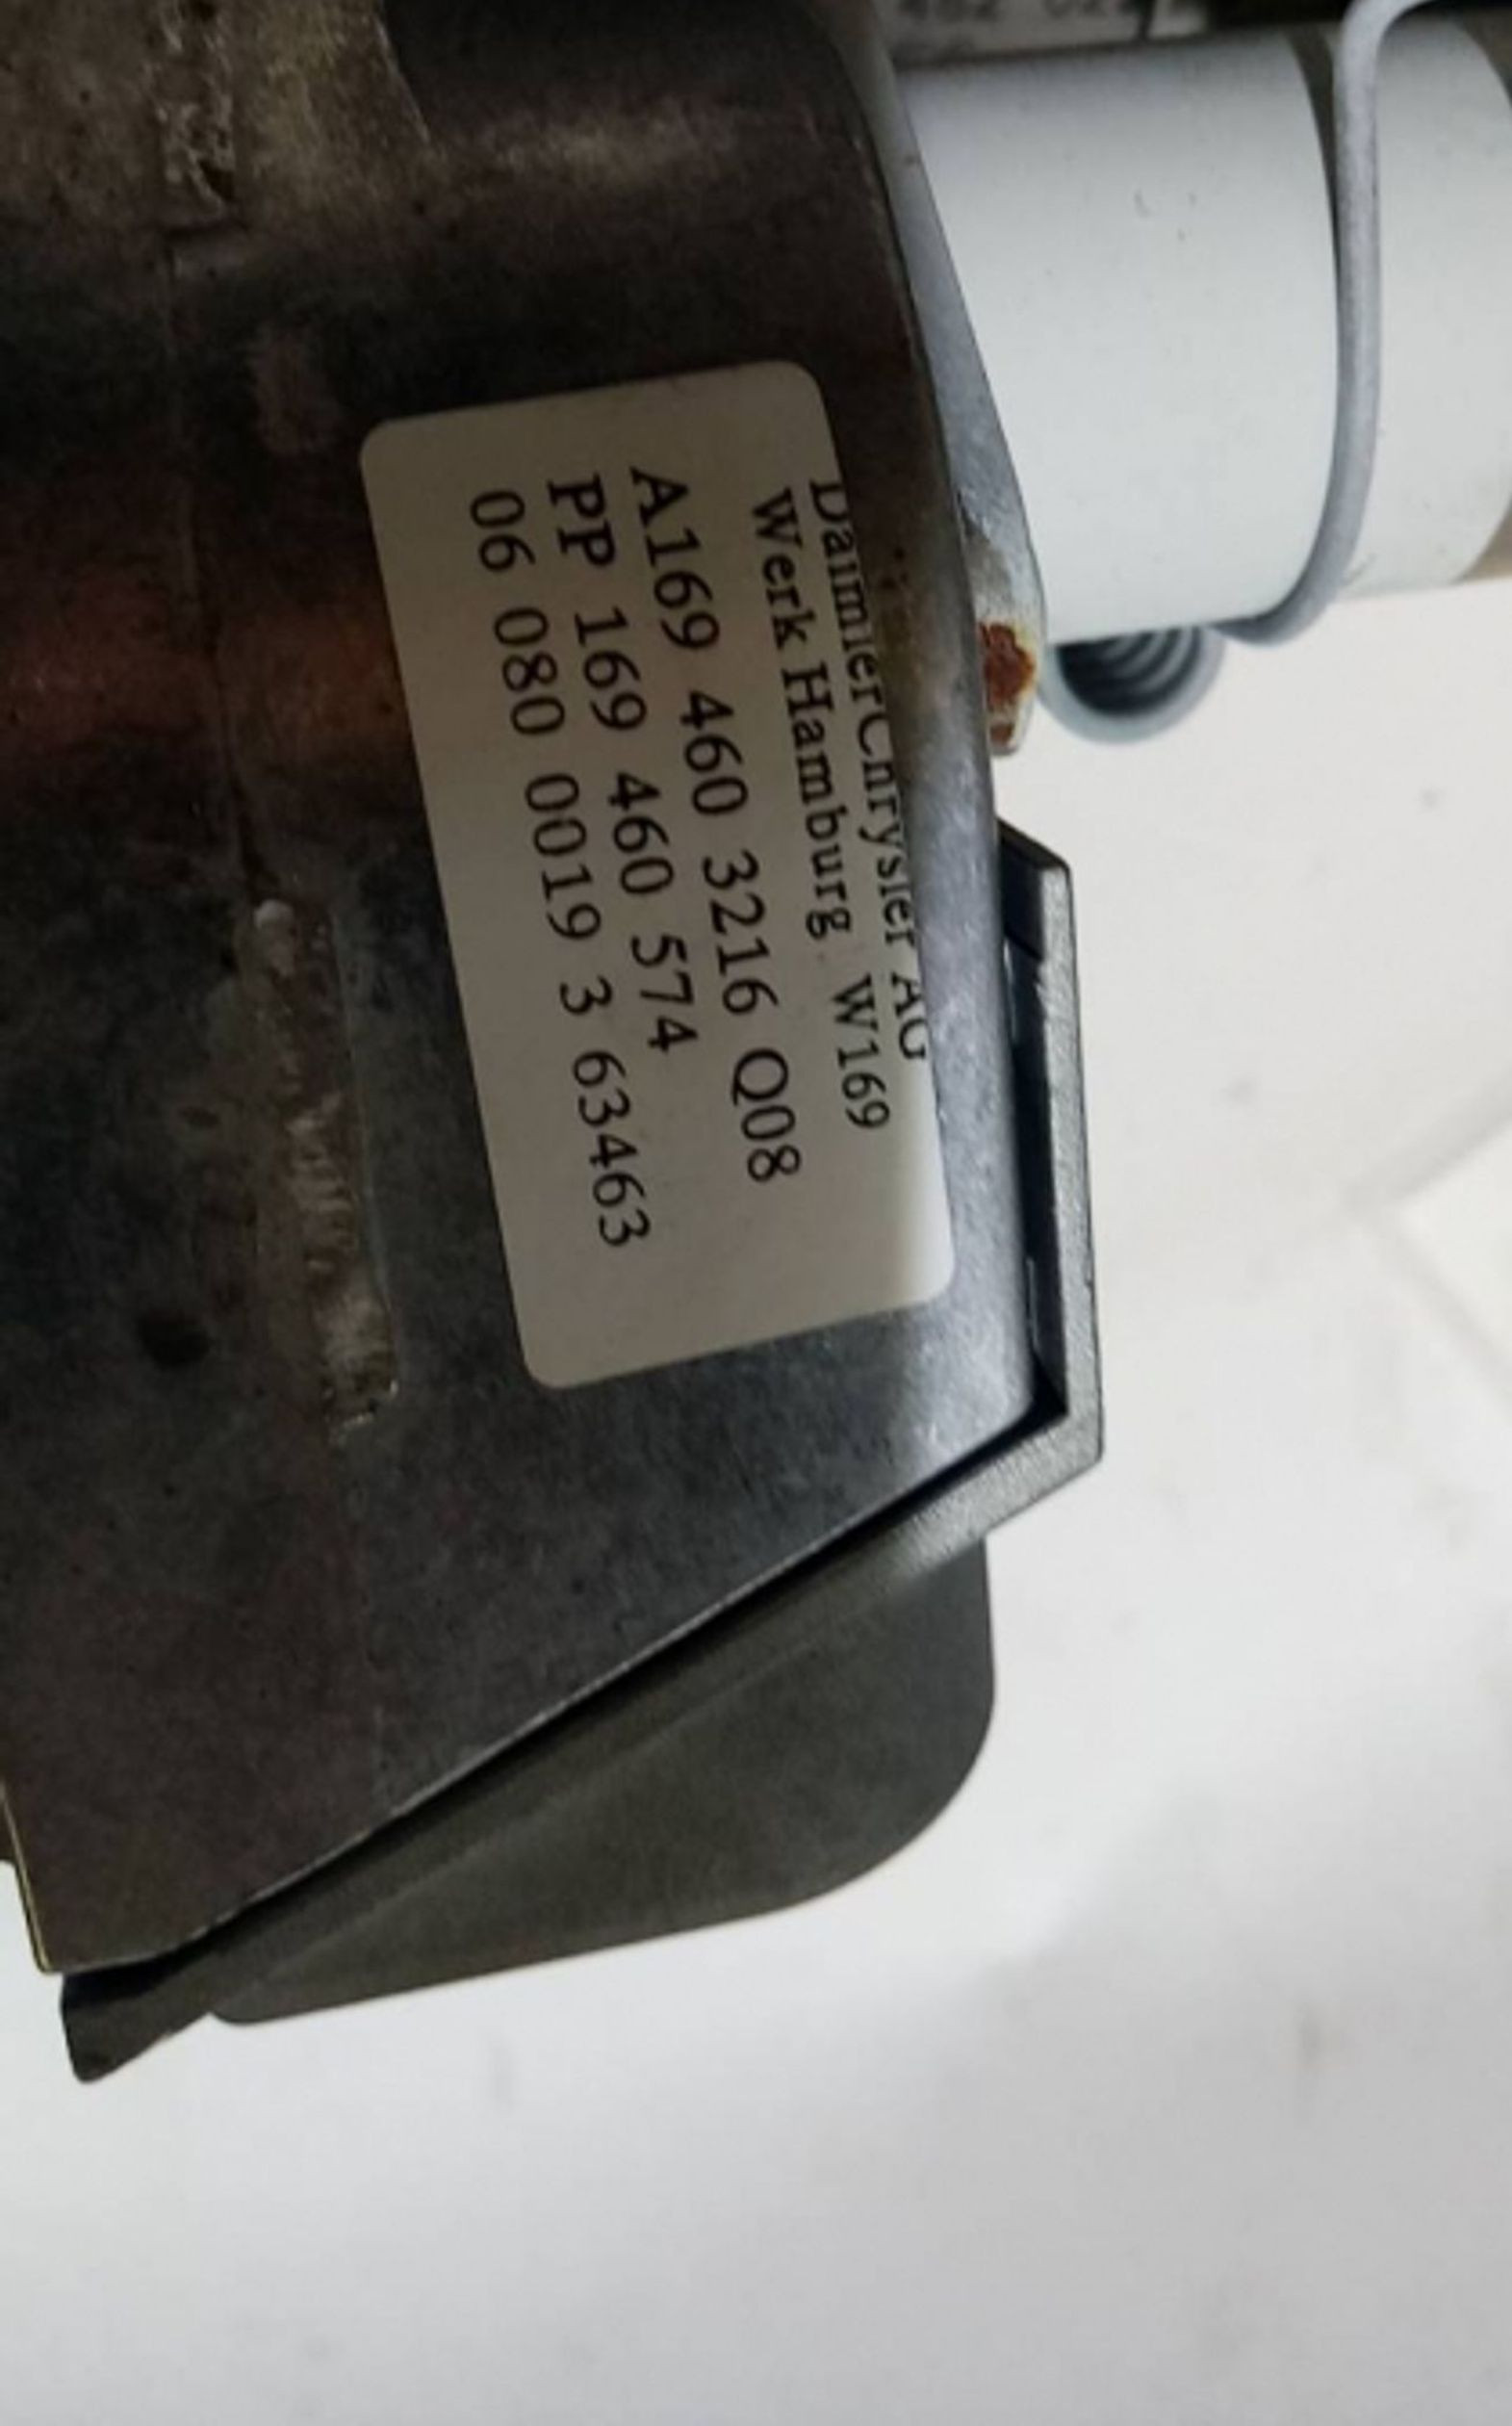 DaimlerChrysler AG
Werk Hamburg W169
A169 460 3216 Q08
PP 169 460 574
06 080 0019 3 63463